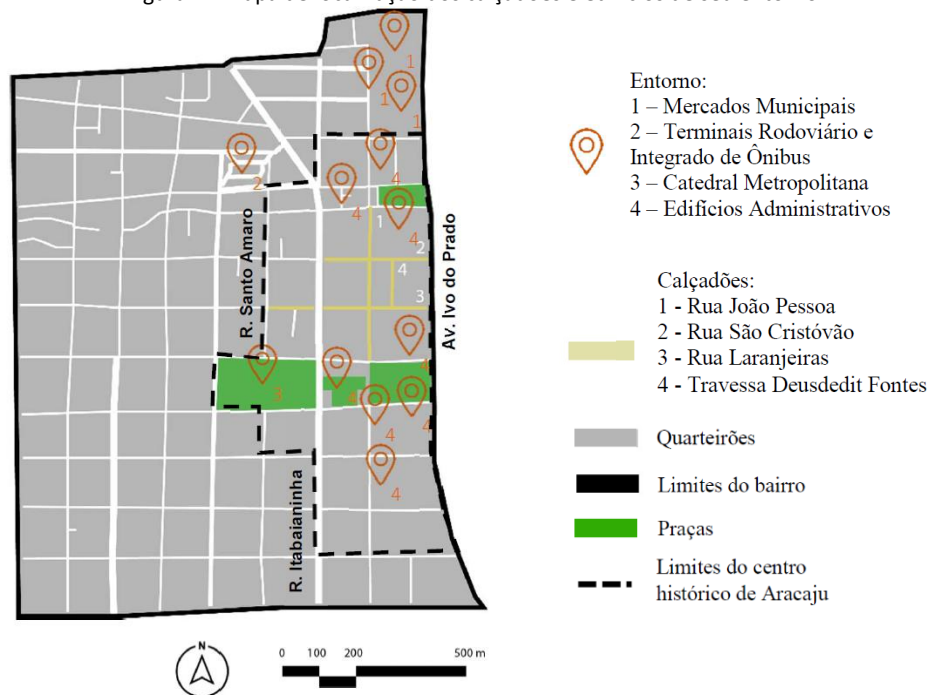 Entorno:
1 – Mercados Municipais
2 – Terminais Rodoviário e
Integrado de Ônibus
3 – Catedral Metropolitana
4 – Edifícios Administrativos
Calçadões:
1 - Rua João Pessoa
2 - Rua São Cristóvão
3 - Rua Laranjeiras
4 - Travessa Deusdedit Fontes
Quarteirões
Limites do bairro
Praças
Limites do centro
histórico de Aracaju
R. Santo Amaro
Av. Ivo do Prado
R. Itabaianinha
1
1
1
2
4
4
4
1
2
4
3
4
3
4
4
4
4
N
0 100 200 500 m